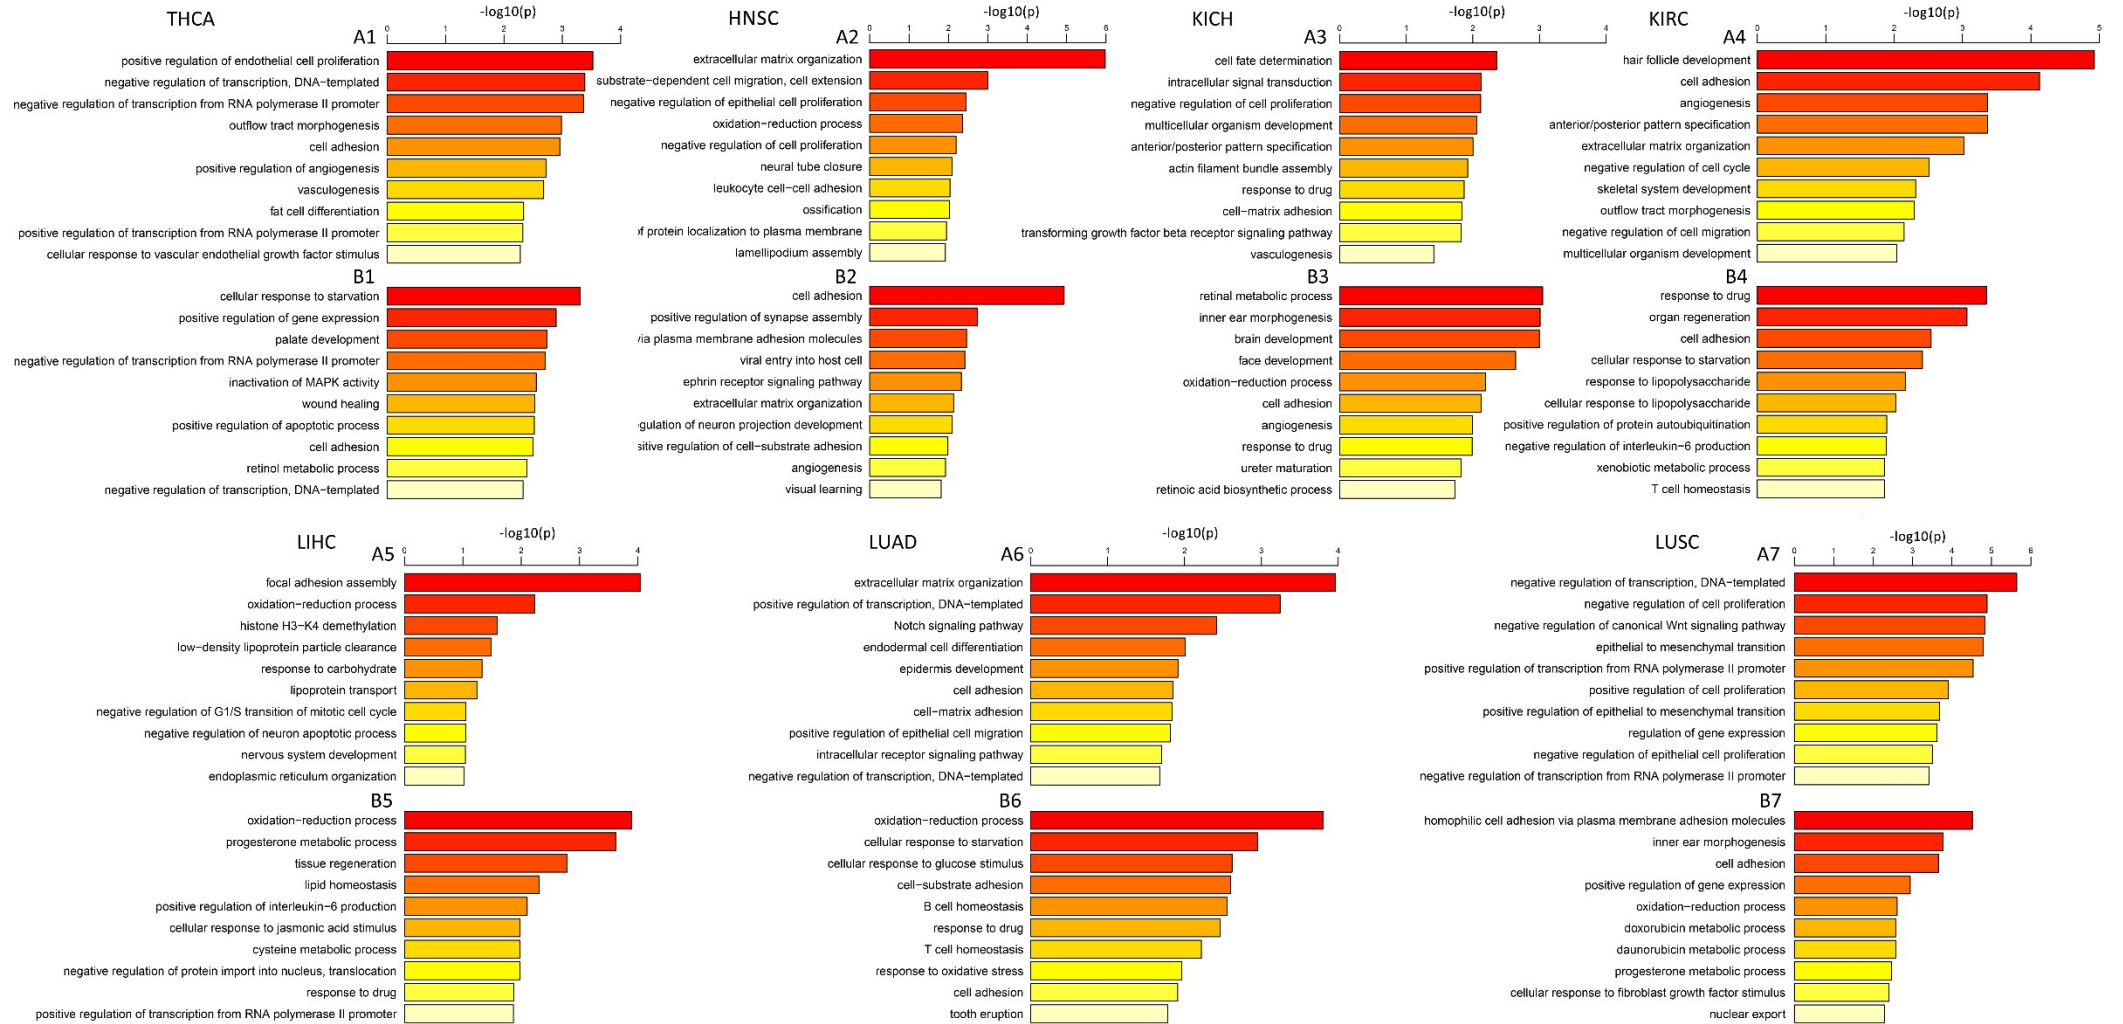 THCA
-log10(p)
A1
0 1 2 3 4
positive regulation of endothelial cell proliferation
negative regulation of transcription, DNA−templated
negative regulation of transcription from RNA polymerase II promoter
outflow tract morphogenesis
cell adhesion
positive regulation of angiogenesis
vasculogenesis
fat cell differentiation
positive regulation of transcription from RNA polymerase II promoter
cellular response to vascular endothelial growth factor stimulus
B1
cellular response to starvation
positive regulation of gene expression
palate development
negative regulation of transcription from RNA polymerase II promoter
inactivation of MAPK activity
wound healing
positive regulation of apoptotic process
cell adhesion
retinol metabolic process
negative regulation of transcription, DNA−templated
HNSC
-log10(p)
A2
0 1 2 3 4 5 6
extracellular matrix organization
substrate−dependent cell migration, cell extension
negative regulation of epithelial cell proliferation
oxidation−reduction process
negative regulation of cell proliferation
neural tube closure
leukocyte cell−cell adhesion
ossification
of protein localization to plasma membrane
lamellipodium assembly
B2
cell adhesion
positive regulation of synapse assembly
via plasma membrane adhesion molecules
viral entry into host cell
ephrin receptor signaling pathway
extracellular matrix organization
gulation of neuron projection development
sitive regulation of cell−substrate adhesion
angiogenesis
visual learning
KICH
-log10(p)
A3
0 1 2 3 4
cell fate determination
intracellular signal transduction
negative regulation of cell proliferation
multicellular organism development
anterior/posterior pattern specification
actin filament bundle assembly
response to drug
cell−matrix adhesion
transforming growth factor beta receptor signaling pathway
vasculogenesis
B3
retinal metabolic process
inner ear morphogenesis
brain development
face development
oxidation−reduction process
cell adhesion
angiogenesis
response to drug
ureter maturation
retinoic acid biosynthetic process
KIRC
-log10(p)
A4
0 1 2 3 4 5
hair follicle development
cell adhesion
angiogenesis
anterior/posterior pattern specification
extracellular matrix organization
negative regulation of cell cycle
skeletal system development
outflow tract morphogenesis
negative regulation of cell migration
multicellular organism development
B4
response to drug
organ regeneration
cell adhesion
cellular response to starvation
response to lipopolysaccharide
cellular response to lipopolysaccharide
positive regulation of protein autoubiquitination
negative regulation of interleukin−6 production
xenobiotic metabolic process
T cell homeostasis
LIHC
-log10(p)
A5
0 1 2 3 4
focal adhesion assembly
oxidation−reduction process
histone H3−K4 demethylation
low−density lipoprotein particle clearance
response to carbohydrate
lipoprotein transport
negative regulation of G1/S transition of mitotic cell cycle
negative regulation of neuron apoptotic process
nervous system development
endoplasmic reticulum organization
B5
oxidation−reduction process
progesterone metabolic process
tissue regeneration
lipid homeostasis
positive regulation of interleukin−6 production
cellular response to jasmonic acid stimulus
cysteine metabolic process
negative regulation of protein import into nucleus, translocation
response to drug
positive regulation of transcription from RNA polymerase II promoter
LUAD
-log10(p)
A6
0 1 2 3 4
extracellular matrix organization
positive regulation of transcription, DNA−templated
Notch signaling pathway
endodermal cell differentiation
epidermis development
cell adhesion
cell−matrix adhesion
positive regulation of epithelial cell migration
intracellular receptor signaling pathway
negative regulation of transcription, DNA−templated
B6
oxidation−reduction process
cellular response to starvation
cellular response to glucose stimulus
cell−substrate adhesion
B cell homeostasis
response to drug
T cell homeostasis
response to oxidative stress
cell adhesion
tooth eruption
LUSC
-log10(p)
A7
0 1 2 3 4 5 6
negative regulation of transcription, DNA−templated
negative regulation of cell proliferation
negative regulation of canonical Wnt signaling pathway
epithelial to mesenchymal transition
positive regulation of transcription from RNA polymerase II promoter
positive regulation of cell proliferation
positive regulation of epithelial to mesenchymal transition
regulation of gene expression
negative regulation of epithelial cell proliferation
negative regulation of transcription from RNA polymerase II promoter
B7
homophilic cell adhesion via plasma membrane adhesion molecules
inner ear morphogenesis
cell adhesion
positive regulation of gene expression
oxidation−reduction process
doxorubicin metabolic process
daunorubicin metabolic process
progesterone metabolic process
cellular response to fibroblast growth factor stimulus
nuclear export